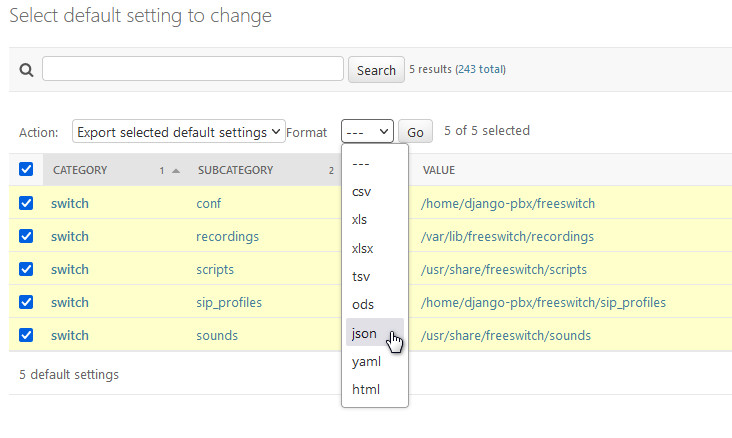 Select default setting to change
Search 5 results (243 total)
Action: Export selected default settings Format --- Go 5 of 5 selected
---
csv
xls
xlsx
tsv
ods
json
yaml
html
CATEGORY 1 SUBCATEGORY 2 VALUE
switch conf /home/django-pbx/freeswitch
switch recordings /var/lib/freeswitch/recordings
switch scripts /usr/share/freeswitch/scripts
switch sip_profiles /home/django-pbx/freeswitch/sip_profiles
switch sounds /usr/share/freeswitch/sounds
5 default settings